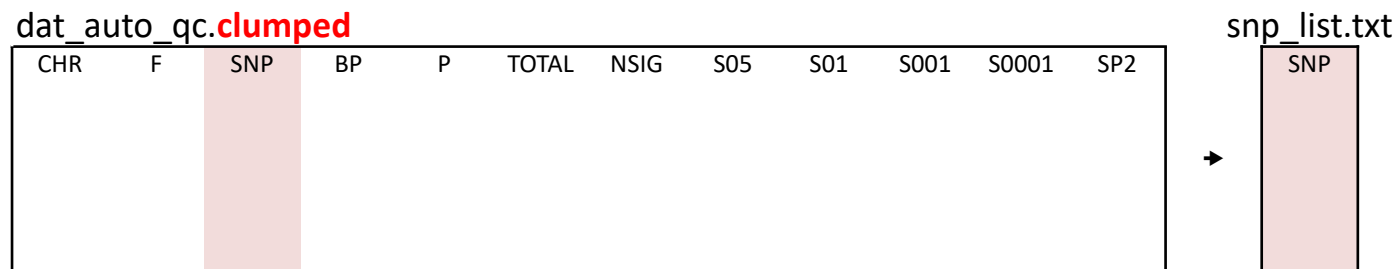 dat_auto_qc.clumped snp_list.txt
CHR F SNP BP P TOTAL NSIG S05 S01 S001 S0001 SP2 SNP